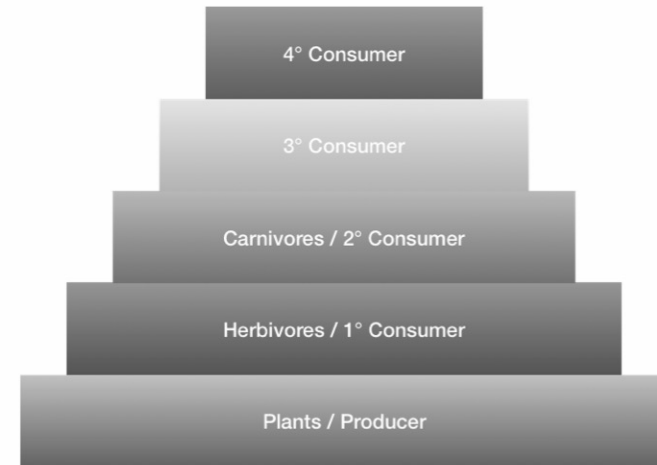 4° Consumer
3° Consumer
Carnivores / 2° Consumer
Herbivores / 1° Consumer
Plants / Producer